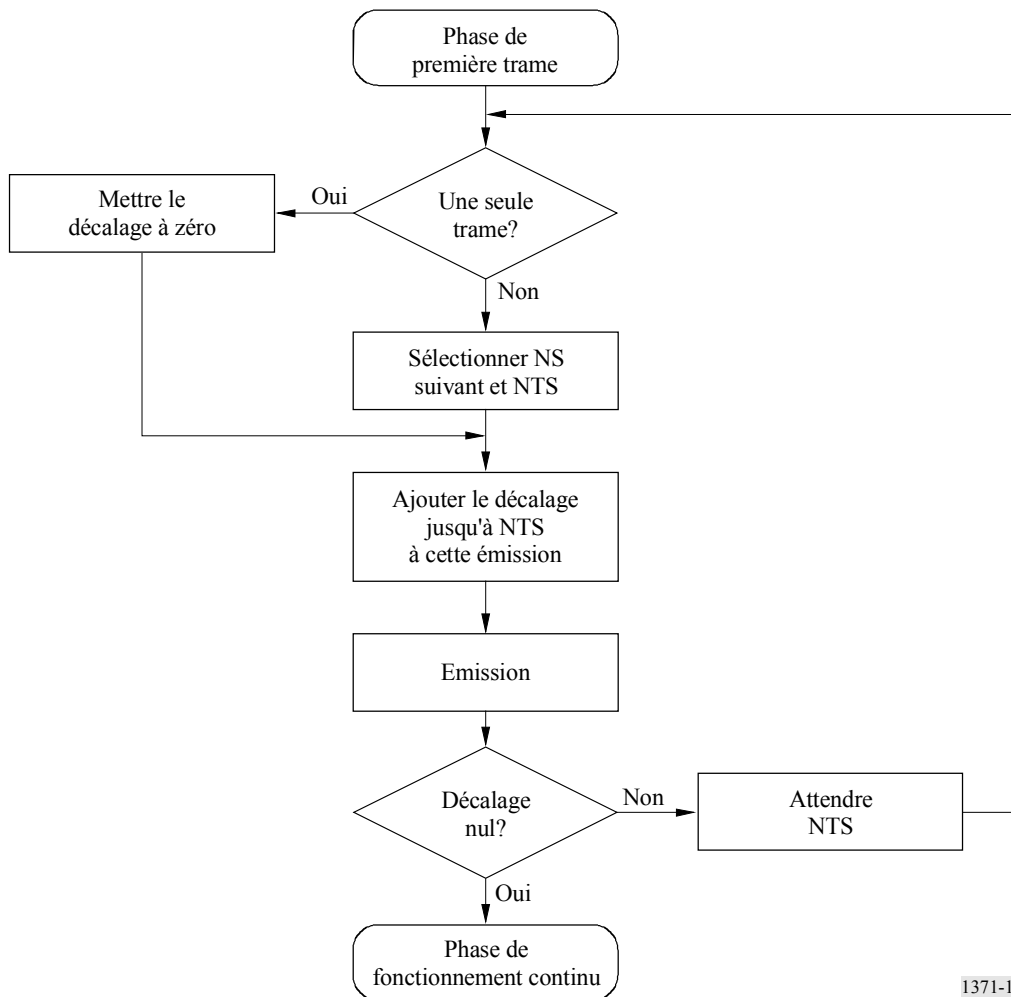 Phase de
première trame
Une seule
trame?
Oui
Mettre le
décalage à zéro
Non
Sélectionner NS
suivant et NTS
Ajouter le décalage
jusqu'à NTS
à cette émission
Emission
Décalage
nul?
Non
Attendre
NTS
Oui
Phase de
fonctionnement continu
1371-1